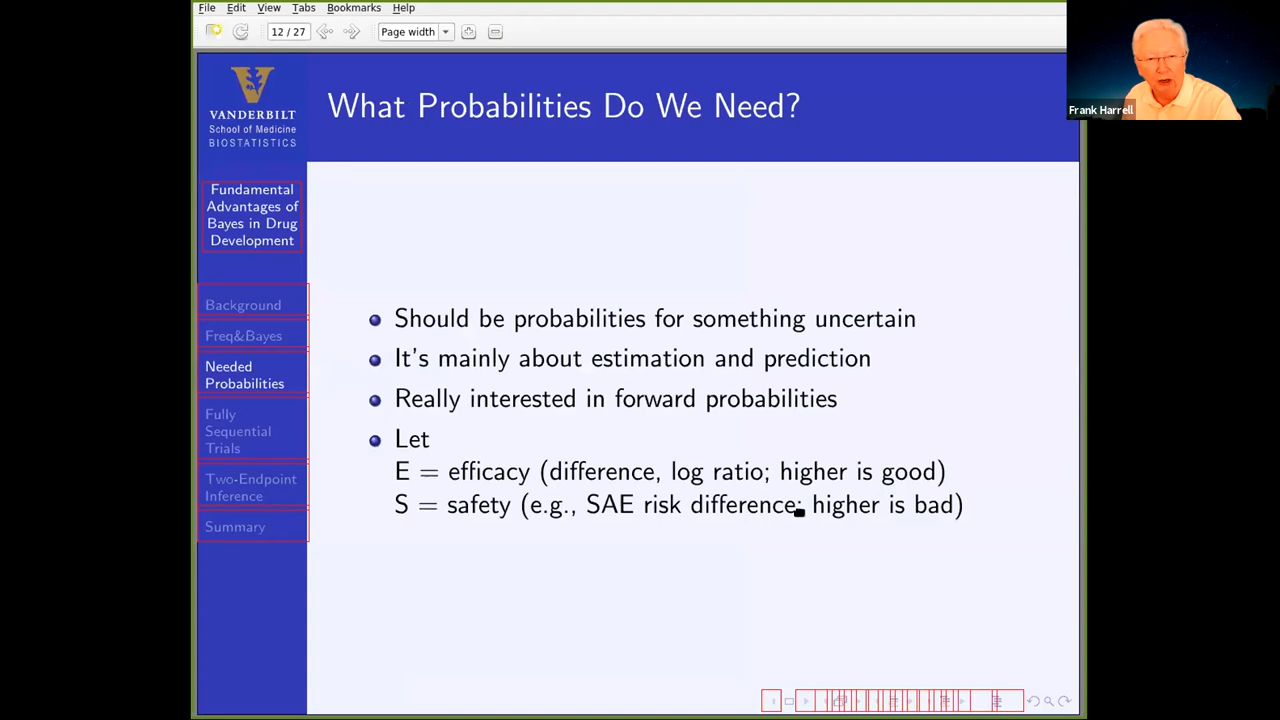 File Edit View Tabs Bookmarks Help
12 / 27 Page width
VANDERBILT
School of Medicine
BIOSTATISTICS
What Probabilities Do We Need?
Frank Harrell
Fundamental
Advantages of
Bayes in Drug
Development
Background
Freq&Bayes
Needed
Probabilities
Fully
Sequential
Trials
Two-Endpoint
Inference
Summary
Should be probabilities for something uncertain
It's mainly about estimation and prediction
Really interested in forward probabilities
Let
E = efficacy (difference, log ratio; higher is good)
S = safety (e.g., SAE risk difference; higher is bad)